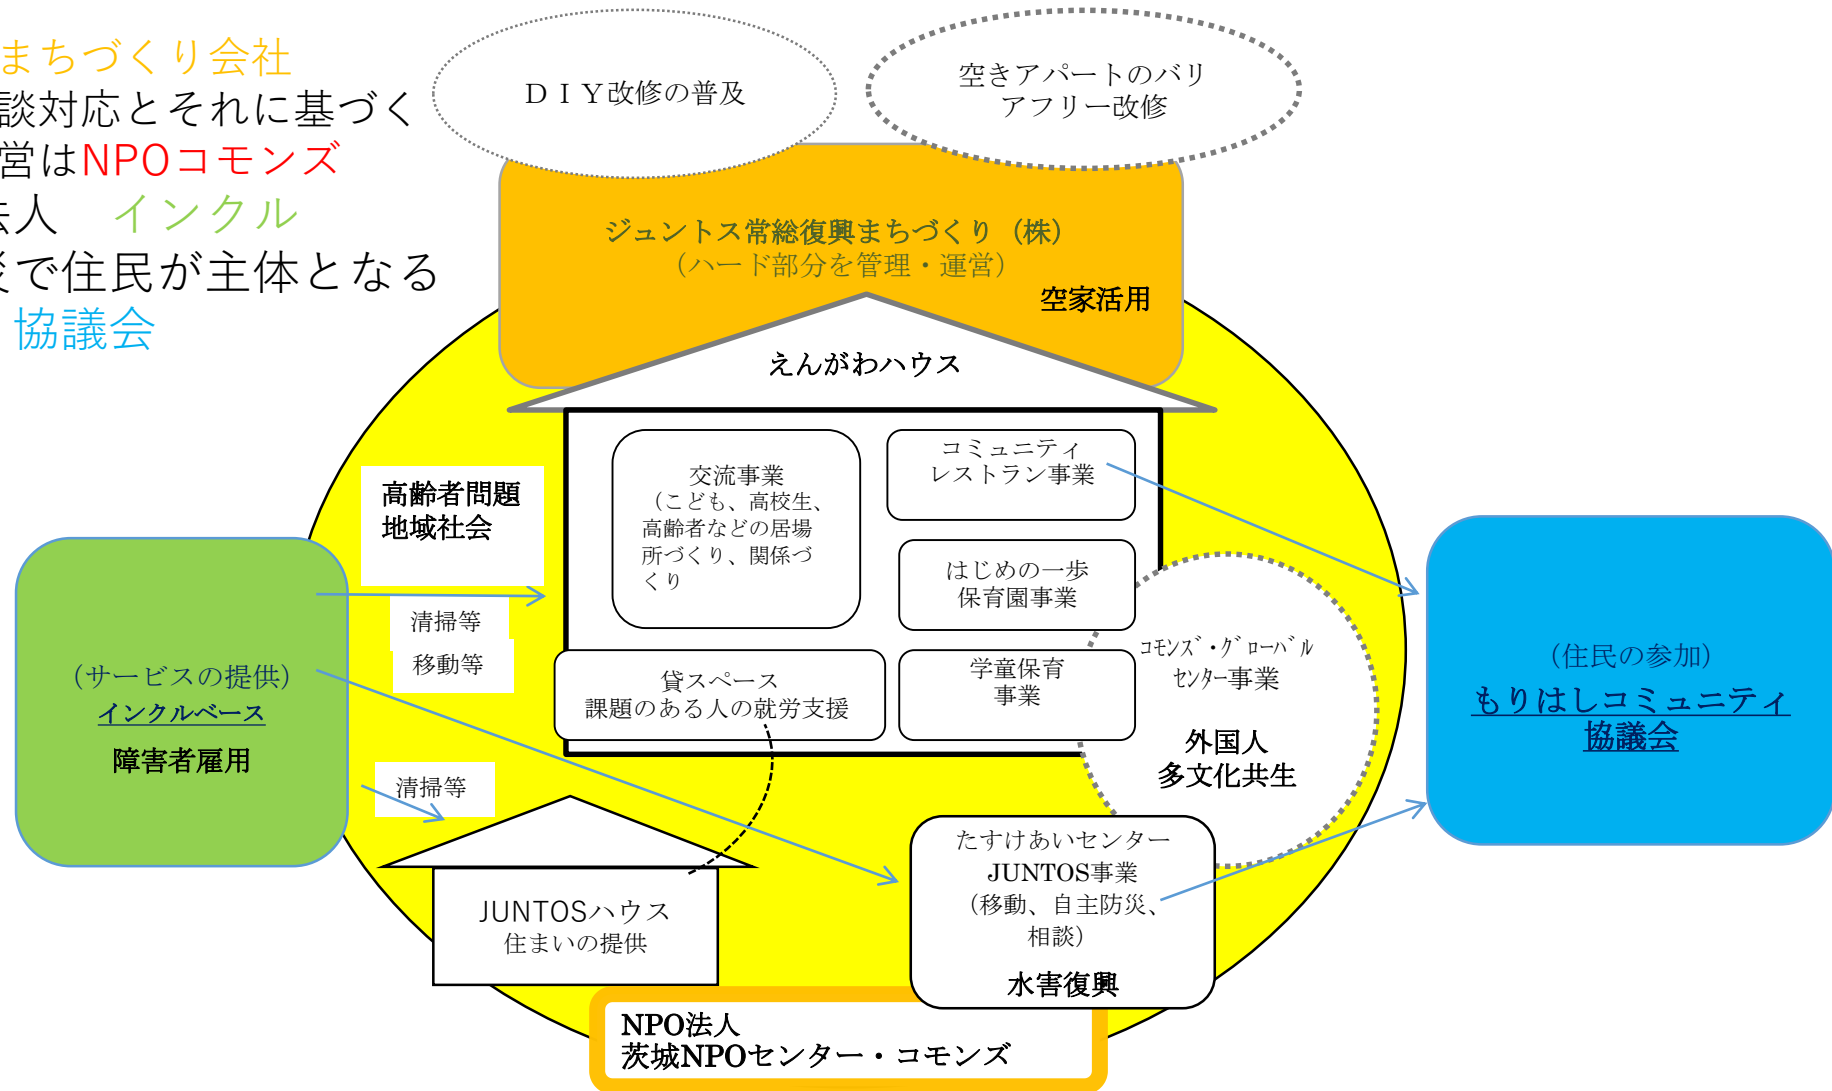 まちづくり会社
談対応とそれに基づく
営はNPOコモンズ
法人　インクル
災で住民が主体となる
協議会
ＤＩＹ改修の普及
空きアパートのバリ
アフリー改修
ジュントス常総復興まちづくり（株）
（ハード部分を管理・運営）
空家活用
えんがわハウス
交流事業
（こども、高校生、
高齢者などの居場
所づくり、関係づ
くり
コミュニティ
レストラン事業
はじめの一歩
保育園事業
学童保育
事業
貸スペース
課題のある人の就労支援
高齢者問題
地域社会
清掃等
移動等
清掃等
（サービスの提供）
インクルベース
障害者雇用
ｺﾓﾝｽﾞ・ｸﾞﾛｰﾊﾞﾙ
ｾﾝﾀｰ事業
外国人
多文化共生
（住民の参加）
もりはしコミュニティ
協議会
JUNTOSハウス
住まいの提供
たすけあいセンター
JUNTOS事業
（移動、自主防災、
相談）
水害復興
NPO法人
茨城NPOセンター・コモンズ